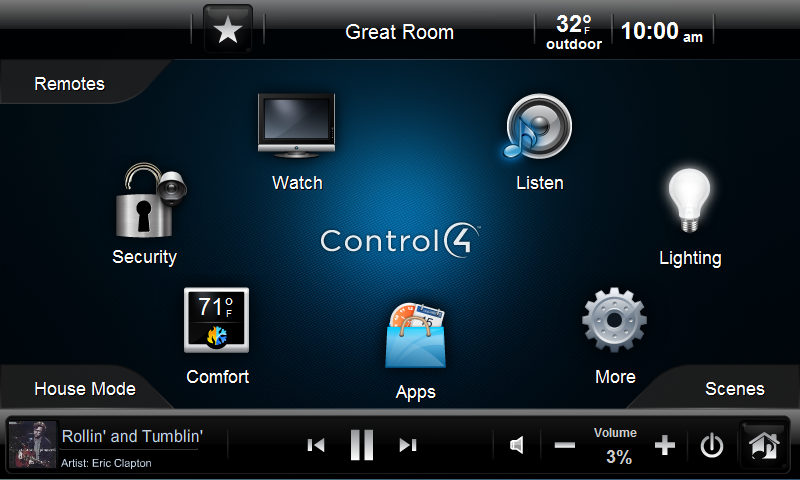 Great Room
32°F
outdoor
10:00 am
Remotes
Watch
Listen
Security
Control4
Lighting
71°F
Comfort
Apps
More
House Mode
Scenes
Rollin' and Tumblin'
Artist: Eric Clapton
Volume
3%